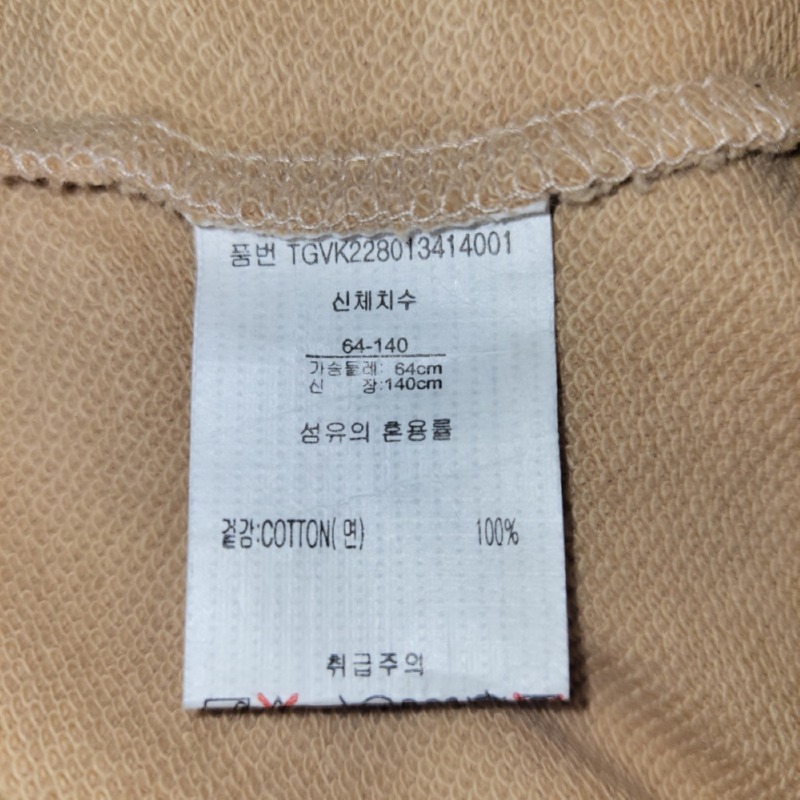 품번 TGVK228013414001
신체치수
64-140
가슴둘레: 64cm
신 장:140cm
섬유의 혼용률
겉감:COTTON(면) 100%
취급주의